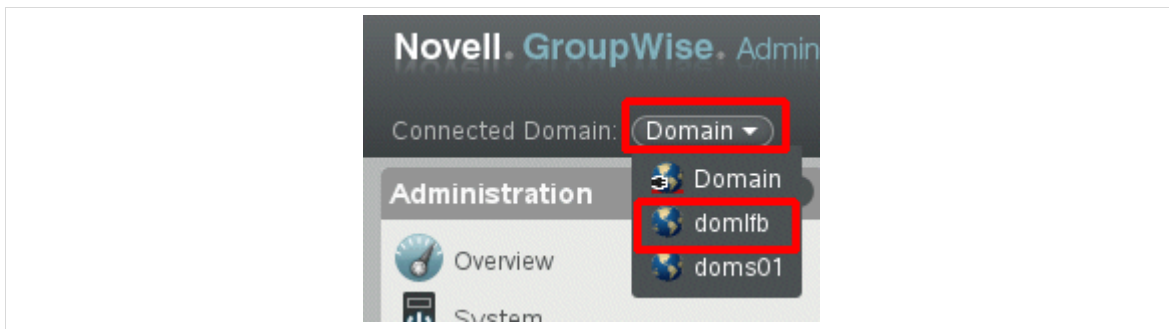 Novell. GroupWise. Admin
Connected Domain: Domain
Domain
Administration
domlfb
Overview
doms01
System